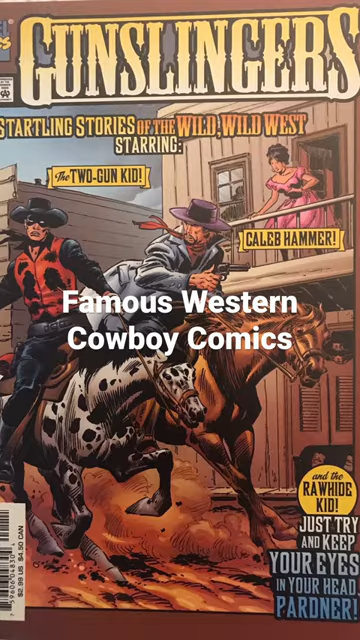 GUNSLINGERS
STARTLING STORIES OF THE WILD, WILD WEST
STARRING:
The TWO-GUN KID!
CALEB HAMMER!
Famous Western
Cowboy Comics
and the
RAWHIDE
KID!
JUST TRY
AND KEEP
YOUR EYES
IN YOUR HEAD,
PARDNER!
$2.99 US $4.50 CAN